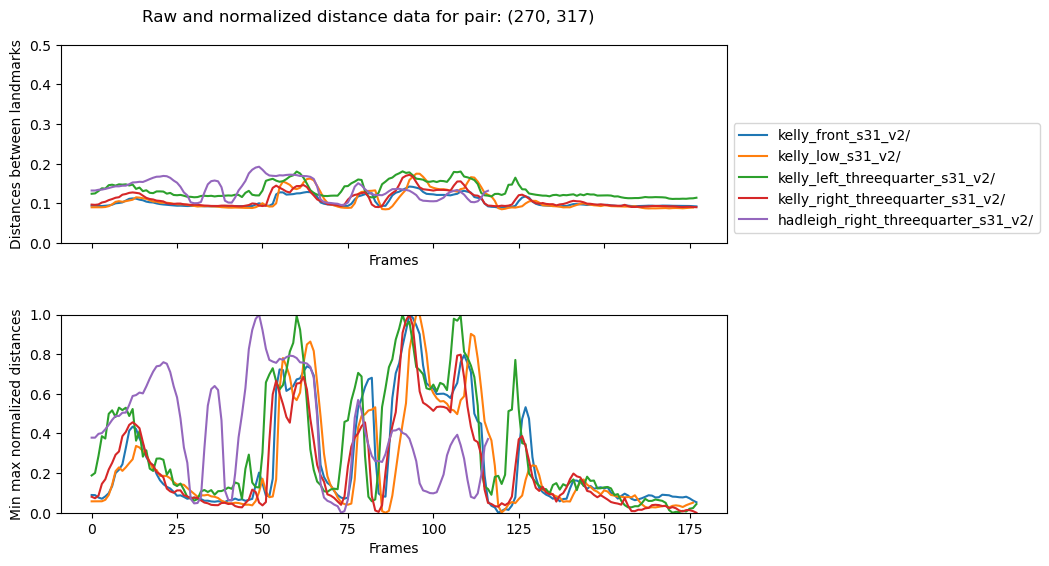 Raw and normalized distance data for pair: (270, 317)
Distances between landmarks
0.5
0.4
0.3
0.2
0.1
0.0
Frames
kelly_front_s31_v2/
kelly_low_s31_v2/
kelly_left_threequarter_s31_v2/
kelly_right_threequarter_s31_v2/
hadleigh_right_threequarter_s31_v2/
Min max normalized distances
1.0
0.8
0.6
0.4
0.2
0.0
0 25 50 75 100 125 150 175
Frames